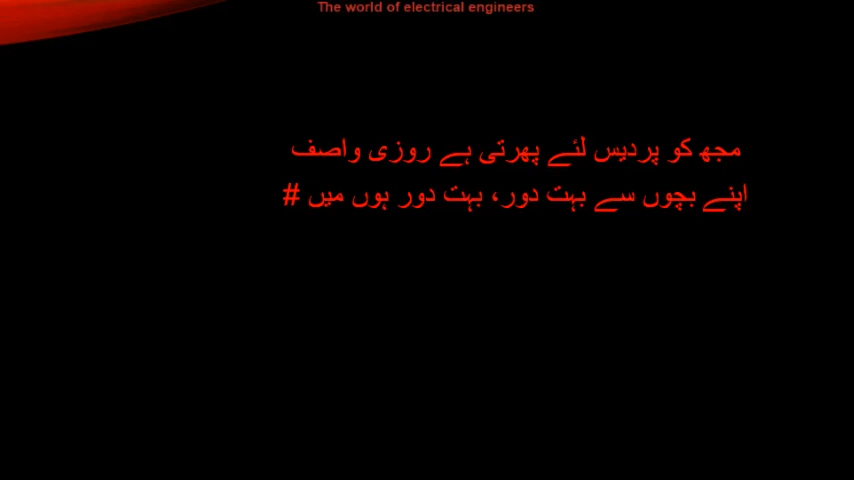 The world of electrical engineers
مجھ کو پردیس لئے پھرتی ہے روزی واصف
اپنے بچوں سے بہت دور، بہت دور ہوں میں #